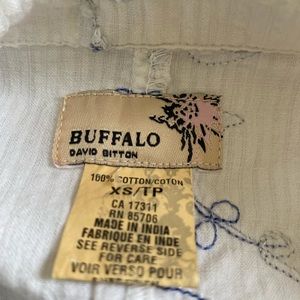 BUFFALO
DAVID BITTON
100% COTTON/COTON
XS/TP
CA 17311
RN 85706
MADE IN INDIA
FABRIQUE EN INDE
SEE REVERSE SIDE
FOR CARE
VOIR VERSO POUR